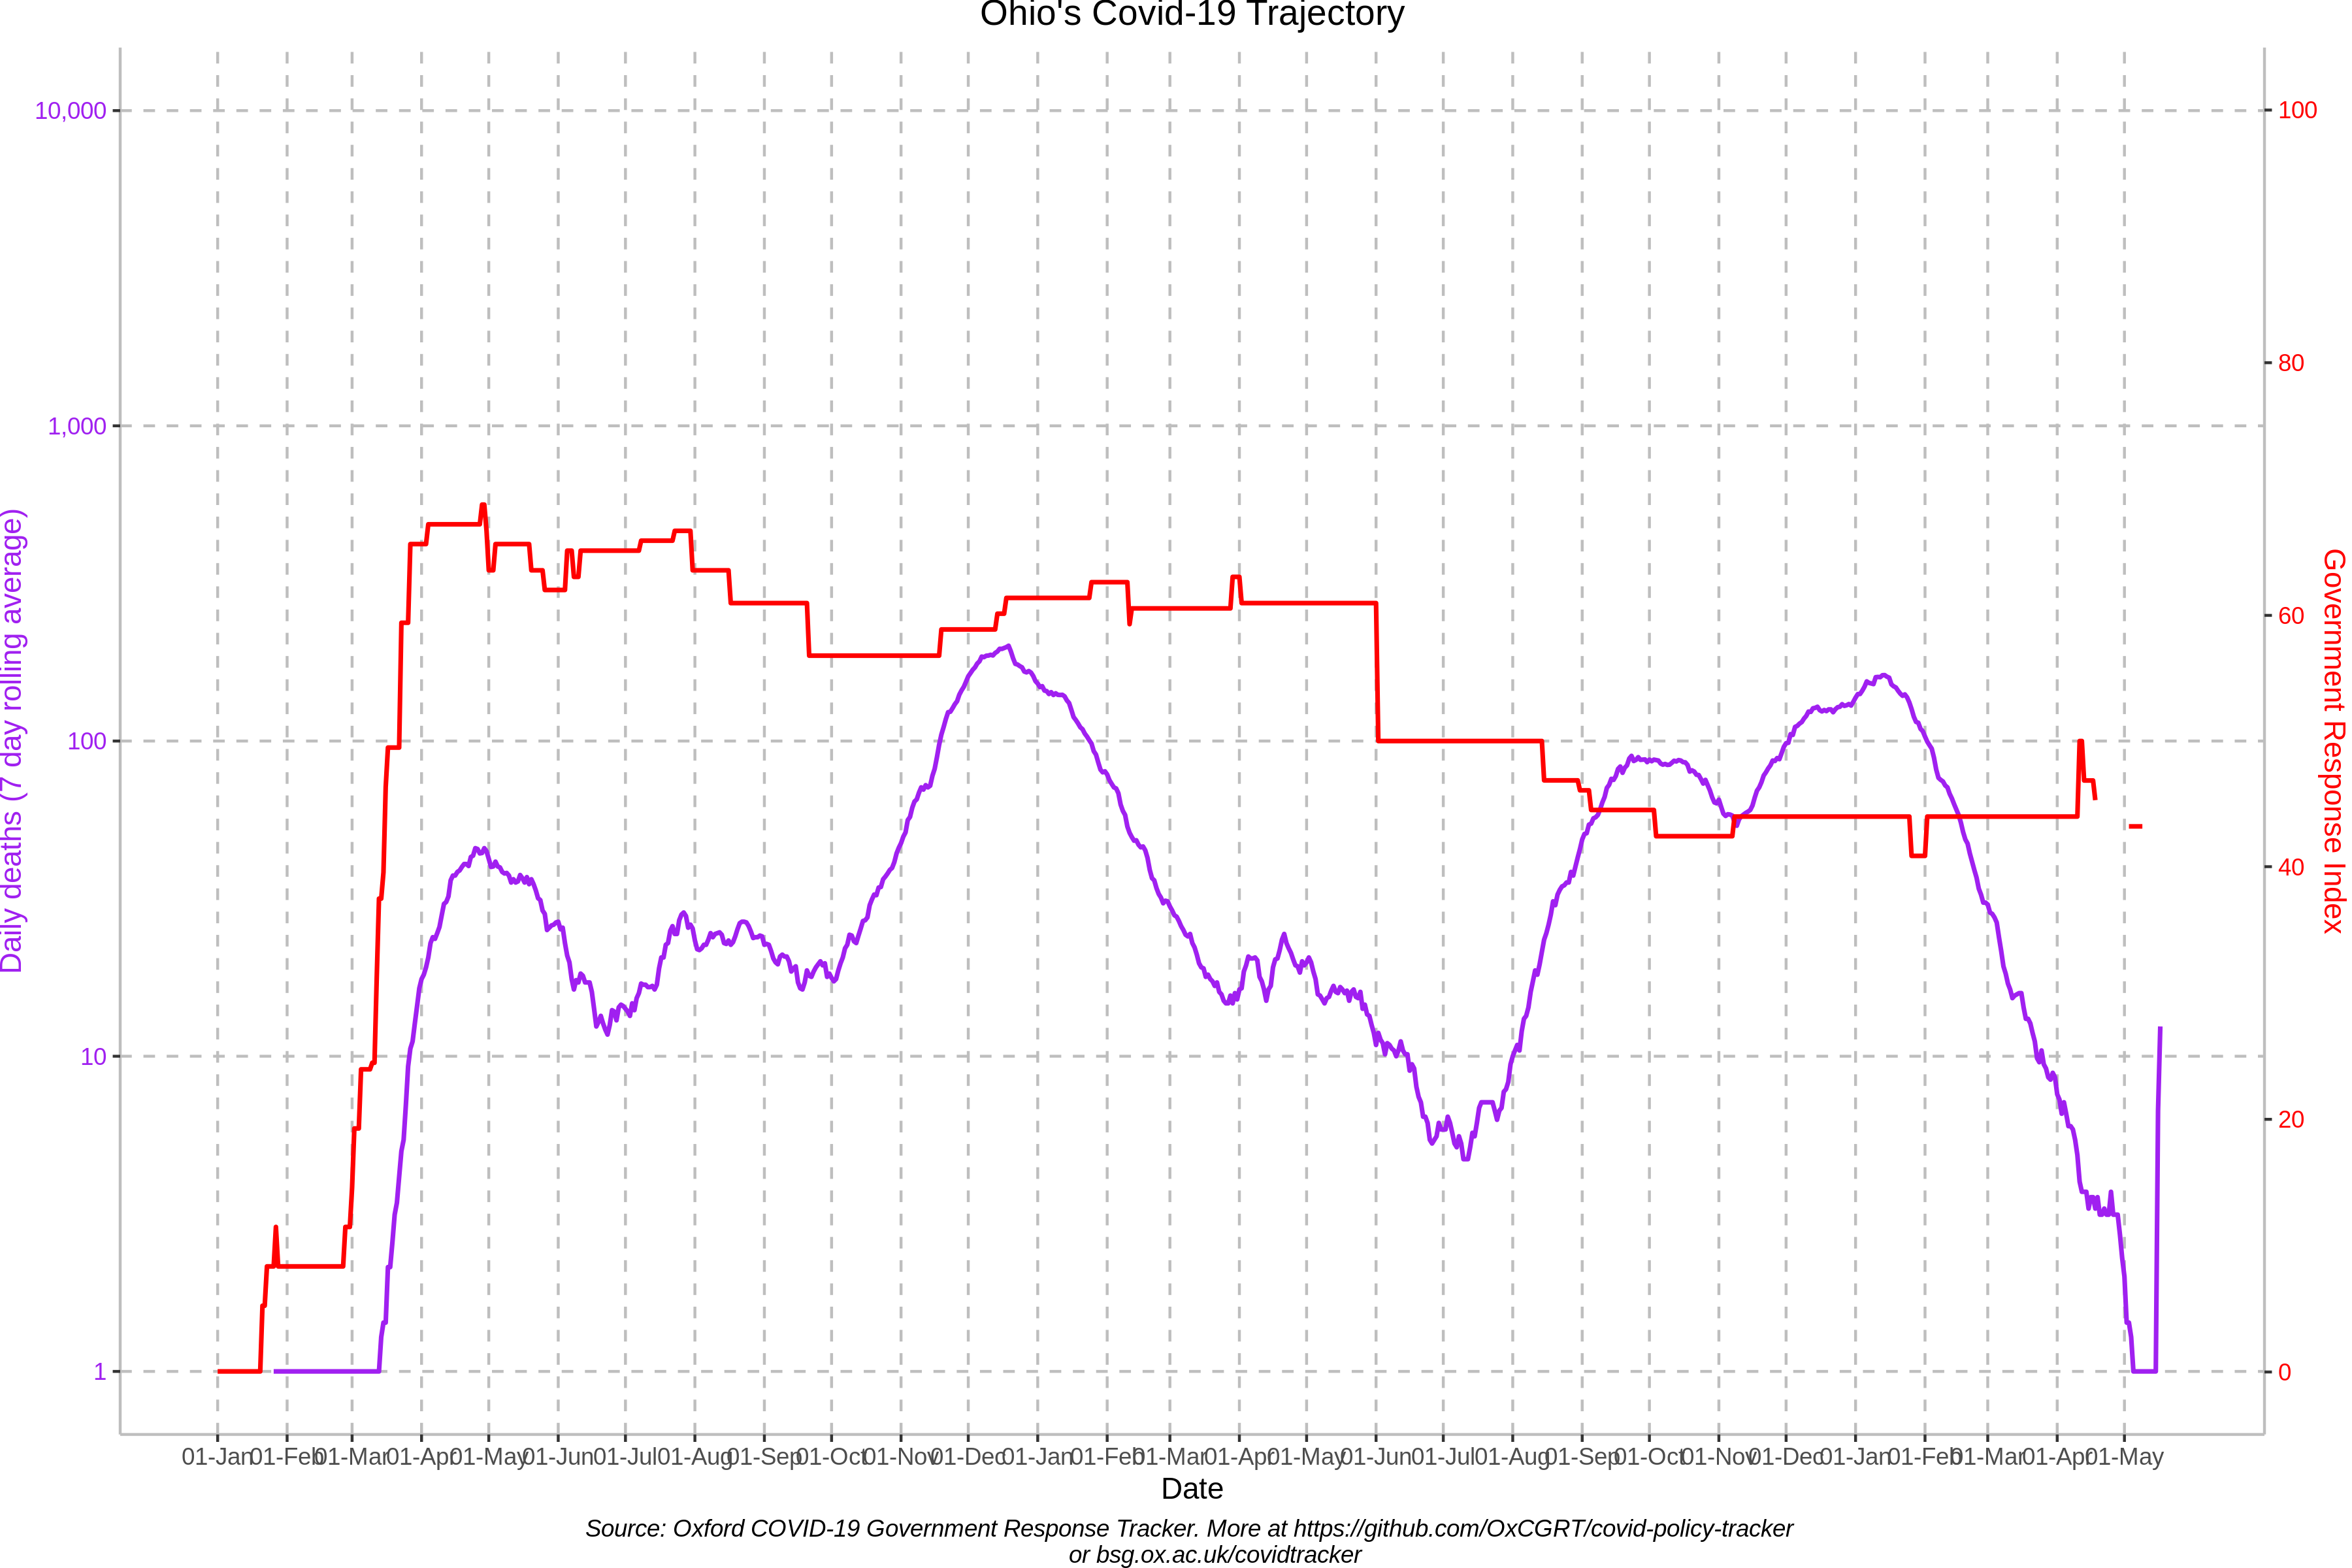 Ohio's Covid-19 Trajectory
10,000
1,000
100
10
1
Daily deaths (7 day rolling average)
100
80
60
40
20
0
Government Response Index
01-Jan 01-Feb 01-Mar 01-Apr 01-May 01-Jun 01-Jul 01-Aug 01-Sep 01-Oct 01-Nov 01-Dec 01-Jan 01-Feb 01-Mar 01-Apr 01-May 01-Jun 01-Jul 01-Aug 01-Sep 01-Oct 01-Nov 01-Dec 01-Jan 01-Feb 01-Mar 01-Apr 01-May
Date
Source: Oxford COVID-19 Government Response Tracker. More at https://github.com/OxCGRT/covid-policy-tracker
or bsg.ox.ac.uk/covidtracker